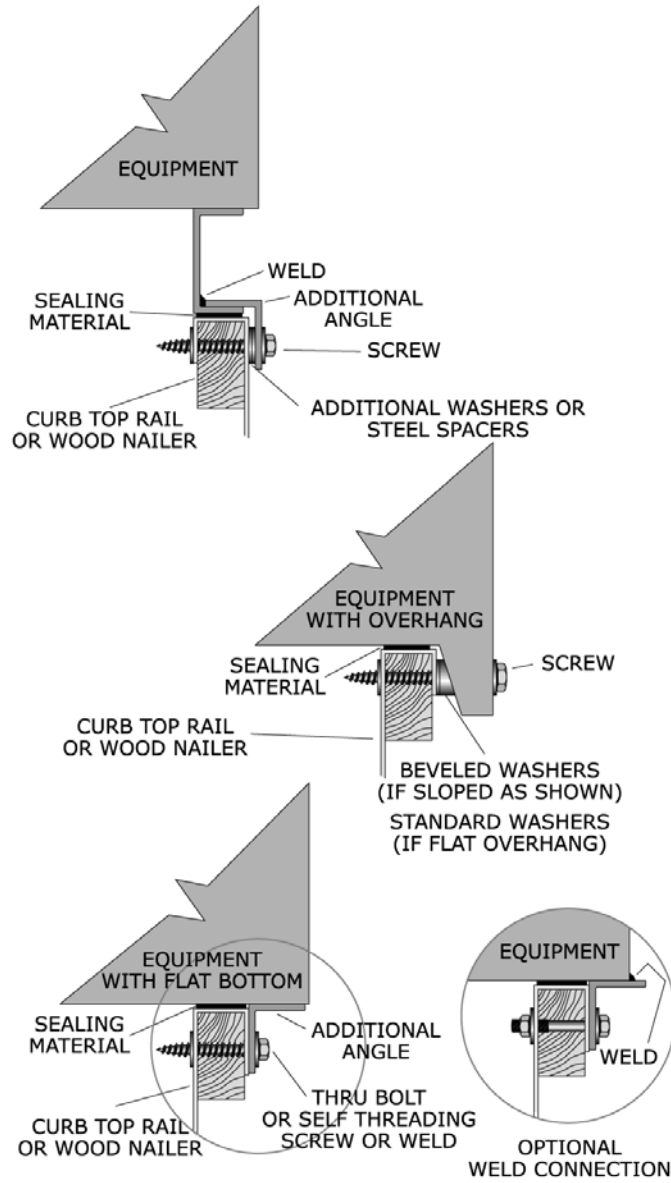 EQUIPMENT
WELD
SEALING
MATERIAL
ADDITIONAL
ANGLE
SCREW
CURB TOP RAIL
OR WOOD NAILER
ADDITIONAL WASHERS OR
STEEL SPACERS
EQUIPMENT
WITH OVERHANG
SEALING
MATERIAL
SCREW
CURB TOP RAIL
OR WOOD NAILER
BEVELED WASHERS
(IF SLOPED AS SHOWN)
STANDARD WASHERS
(IF FLAT OVERHANG)
EQUIPMENT
WITH FLAT BOTTOM
SEALING
MATERIAL
ADDITIONAL
ANGLE
CURB TOP RAIL
OR WOOD NAILER
THRU BOLT
OR SELF THREADING
SCREW OR WELD
EQUIPMENT
WELD
OPTIONAL
WELD CONNECTION